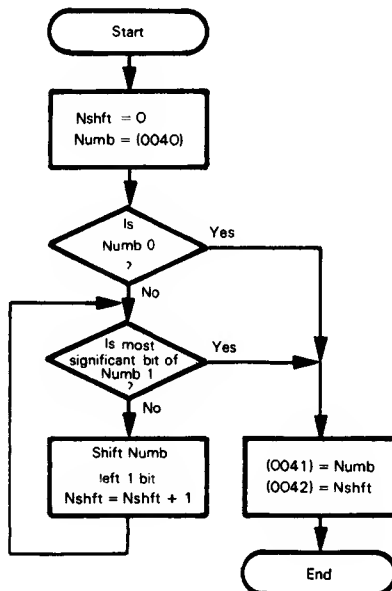 Start
Nshft = 0
Numb = (0040)
Is
Numb 0
?
Yes
No
Is most
significant bit of
Numb 1
?
Yes
No
Shift Numb
left 1 bit
Nshft = Nshft + 1
(0041) = Numb
(0042) = Nshft
End